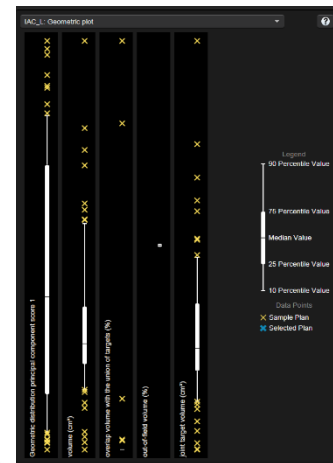 IAC_L: Geometric plot
?
Geometric distribution principal component score 1
volume (cm³)
overlap volume with the union of targets (%)
out-of-field volume (%)
joint target volume (cm³)
Legend
90 Percentile Value
75 Percentile Value
Median Value
25 Percentile Value
10 Percentile Value
Data Points
Sample Plan
Selected Plan